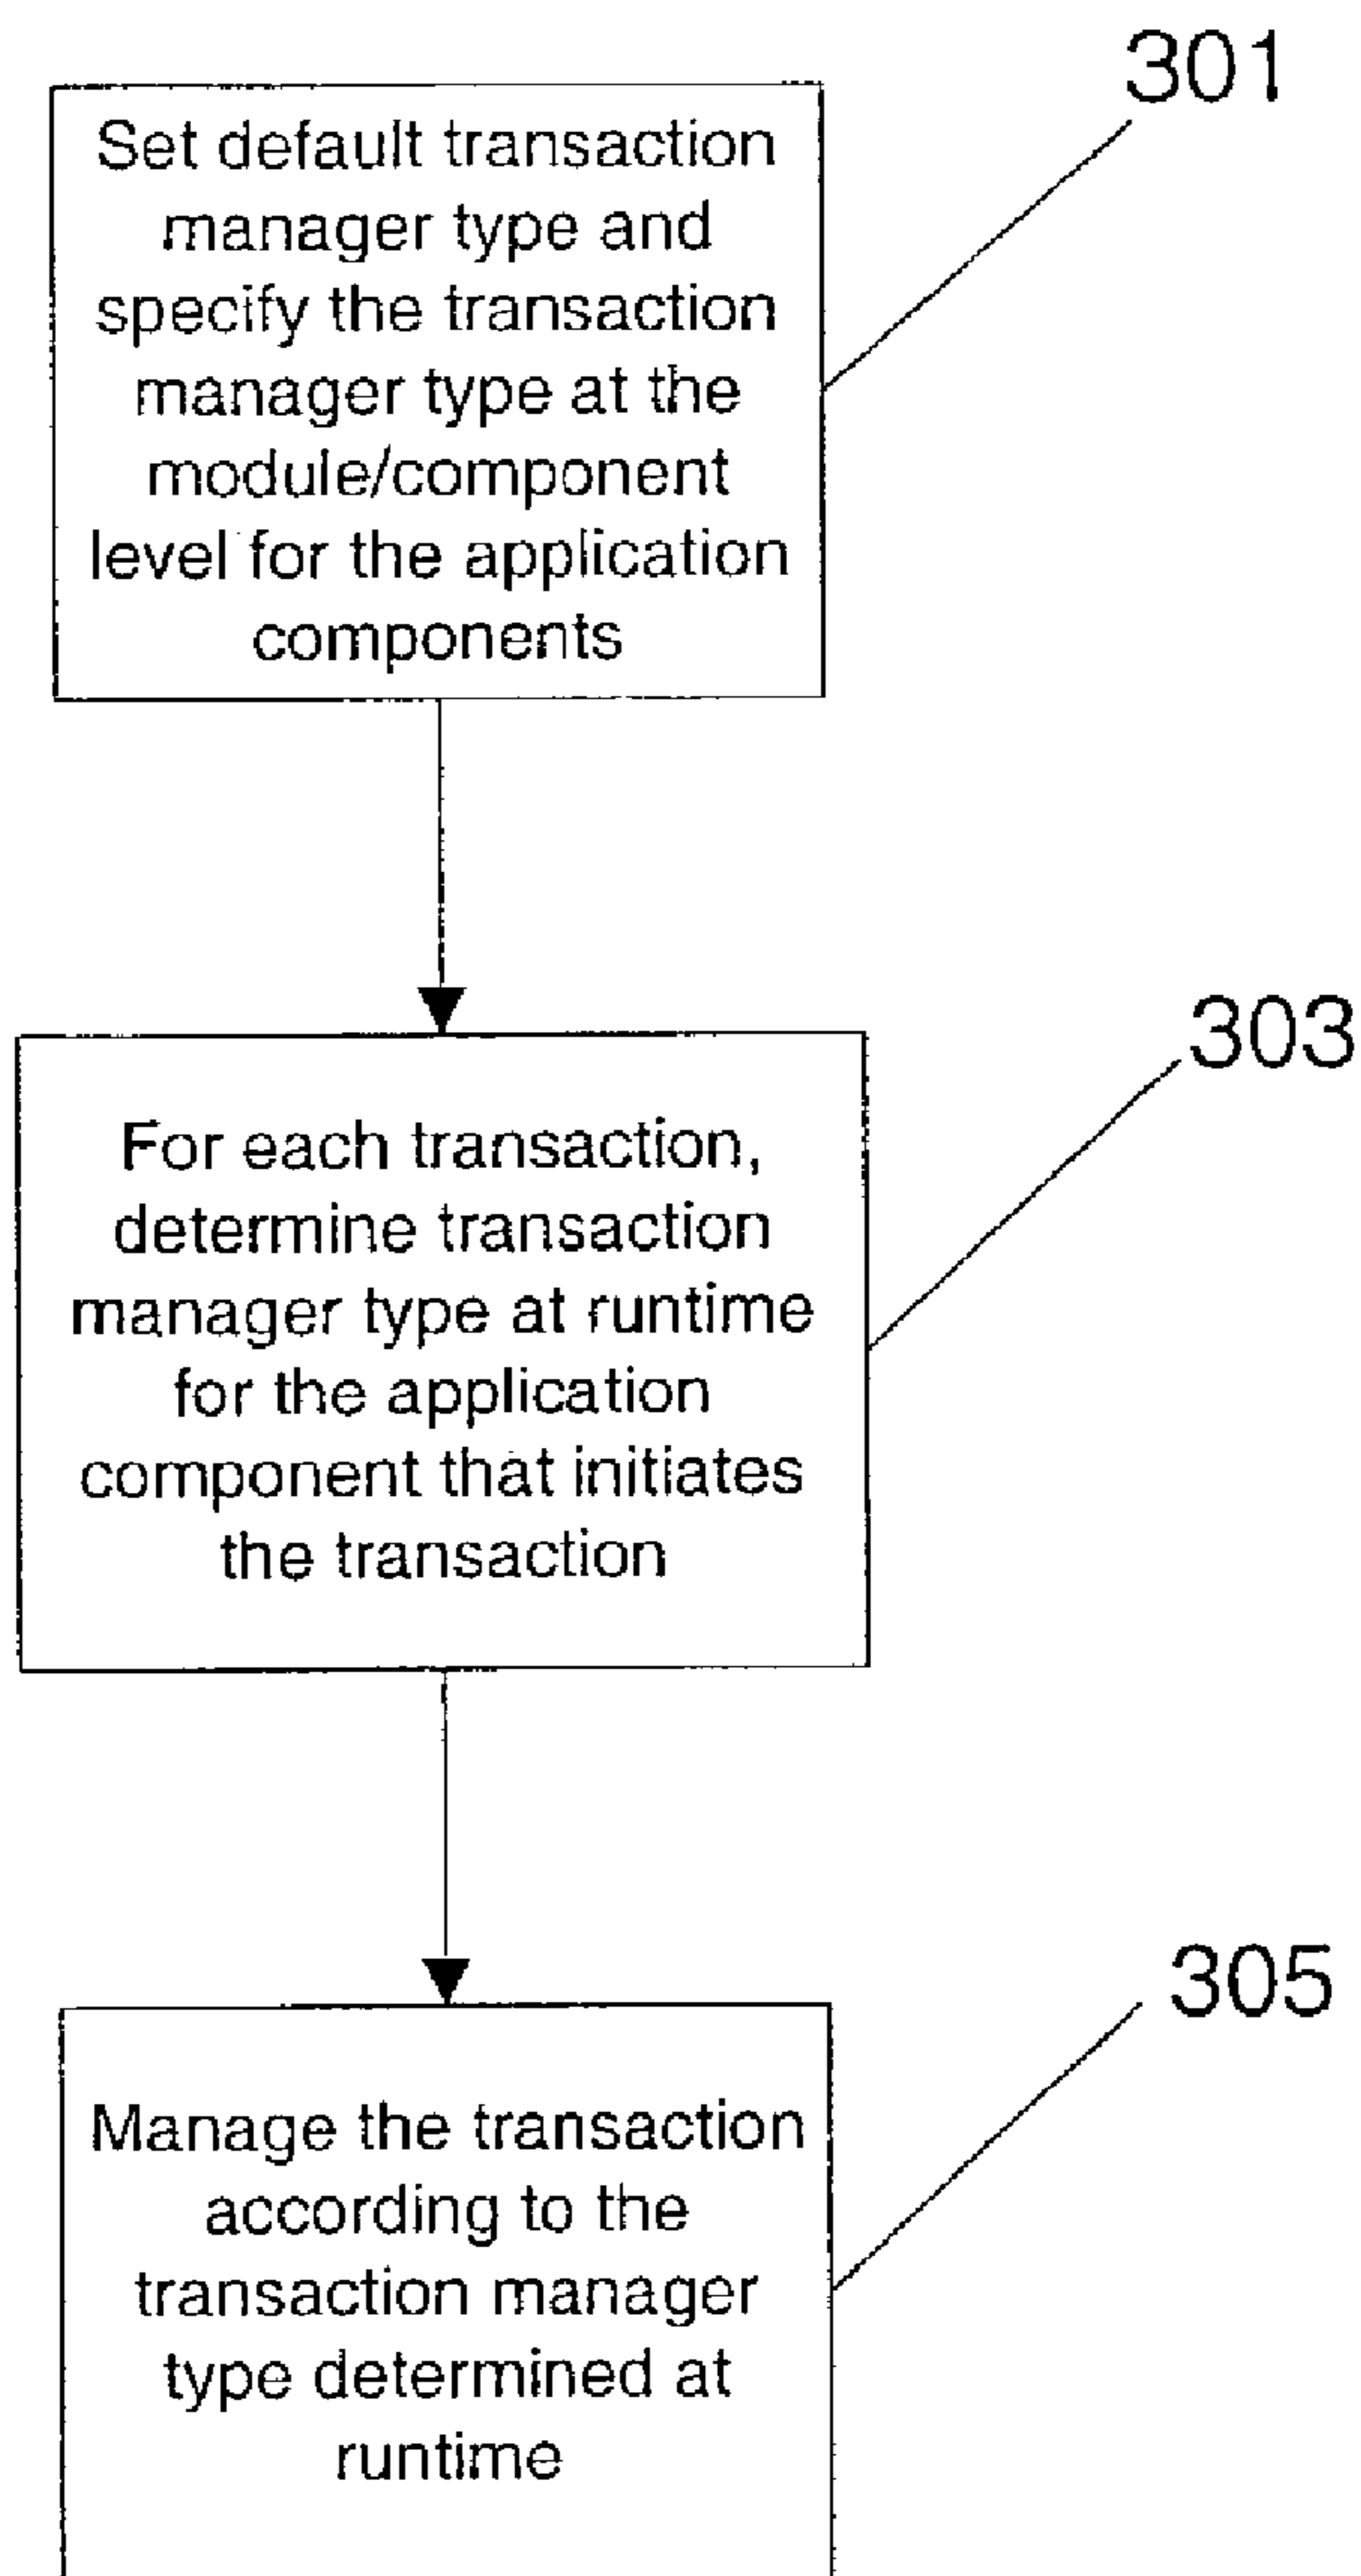 301
Set default transaction
manager type and
specify the transaction
manager type at the
module/component
level for the application
components
303
For each transaction,
determine transaction
manager type at runtime
for the application
component that initiates
the transaction
305
Manage the transaction
according to the
transaction manager
type determined at
runtime